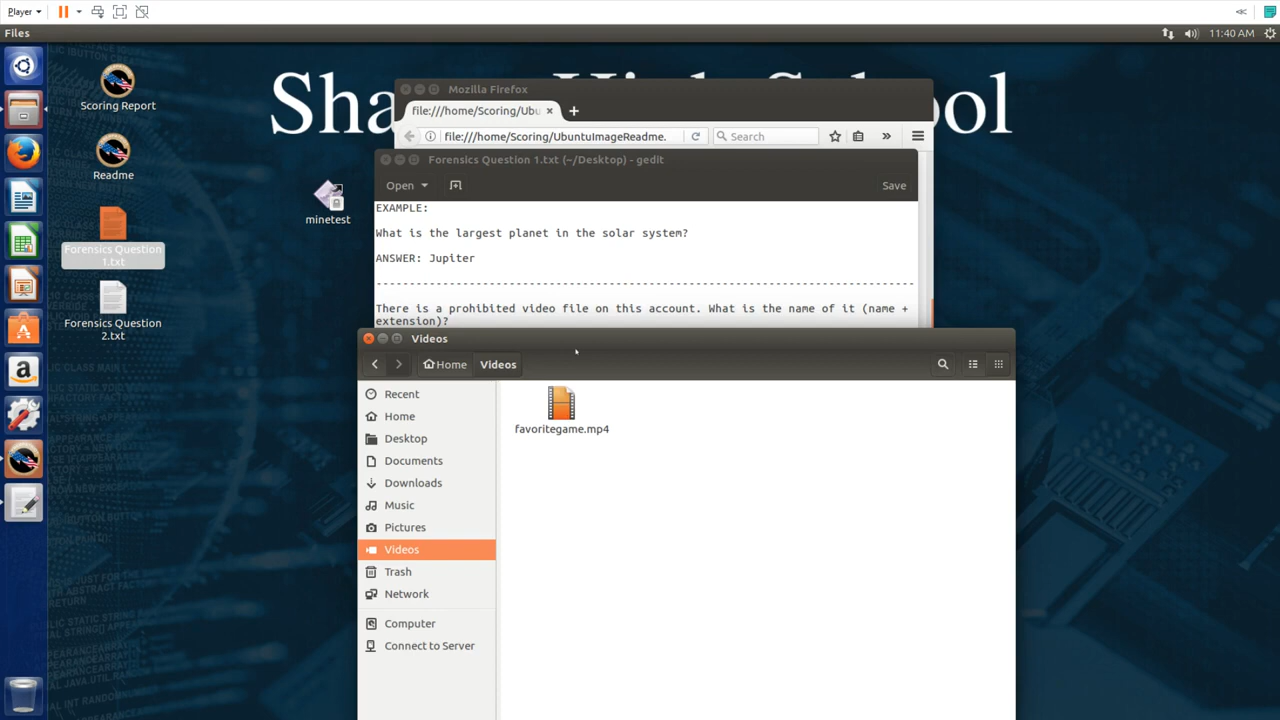 Player
Files
11:40 AM
Sha
ool
Scoring Report
Readme
Forensics Question
1.txt
Forensics Question
2.txt
minetest
Mozilla Firefox
file:///home/Scoring/Ubu
file:///home/Scoring/UbuntuImageReadme.
Search
Forensics Question 1.txt (~/Desktop) - gedit
Open
Save
EXAMPLE:
What is the largest planet in the solar system?
ANSWER: Jupiter
--------------------------------------------------------------------------------
There is a prohibited video file on this account. What is the name of it (name +
extension)?
Videos
Home
Videos
Recent
Home
Desktop
Documents
Downloads
Music
Pictures
Videos
Trash
Network
Computer
Connect to Server
favoritegame.mp4